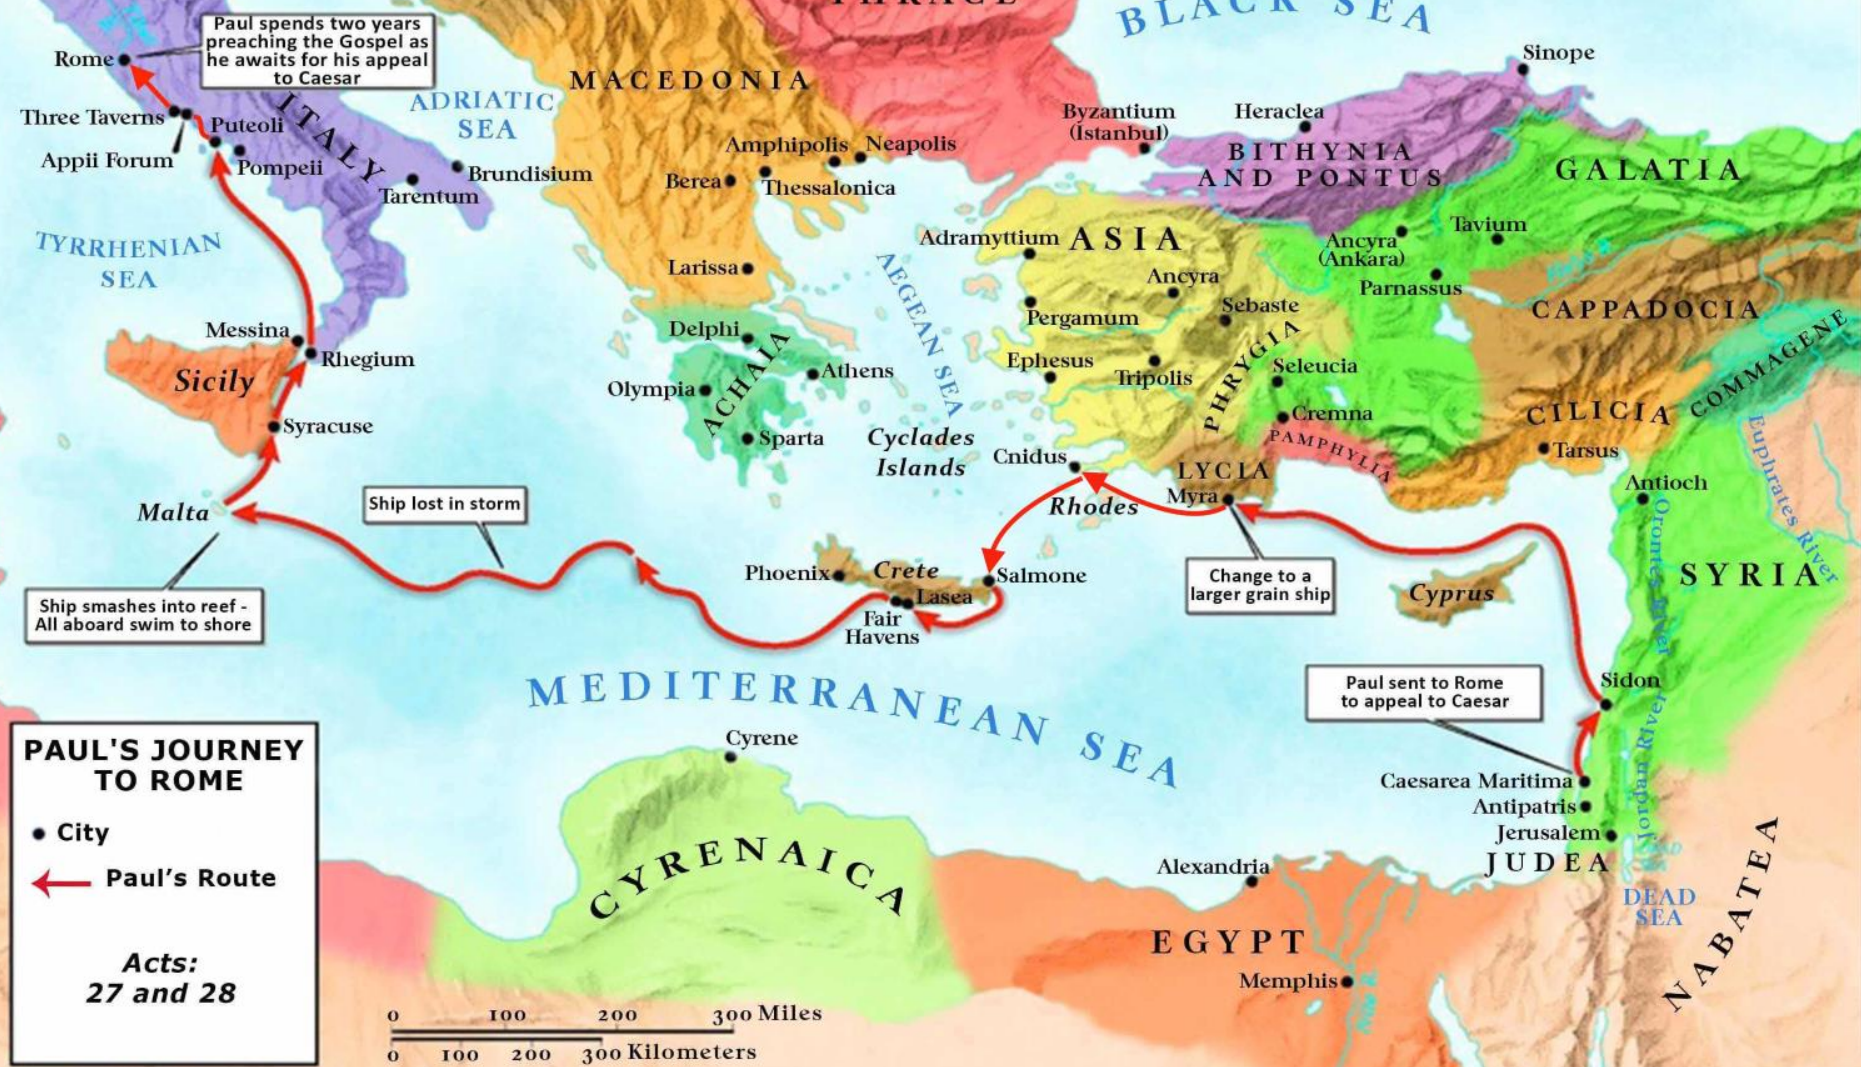 THRACE
BLACK SEA
Paul spends two years
preaching the Gospel as
he awaits for his appeal
to Caesar
Rome
MACEDONIA
ADRIATIC
SEA
ITALY
Sinope
Byzantium
(Istanbul)
Heraclea
Three Taverns
Puteoli
Appii Forum
Pompeii
Brundisium
Tarentum
Amphipolis
Neapolis
Berea
Thessalonica
BITHYNIA
AND PONTUS
GALATIA
TYRRHENIAN
SEA
Adramyttium
ASIA
Ancyra
(Ankara)
Tavium
Larissa
AEGEAN SEA
Ancyra
Parnassus
Halys R.
Pergamum
Sebaste
CAPPADOCIA
Messina
Rhegium
Delphi
ACHAIA
Athens
Ephesus
Tripolis
PHRYGIA
Seleucia
COMMAGENE
Sicily
Olympia
Syracuse
Sparta
Cyclades
Islands
Cremna
PAMPHYLIA
CILICIA
Tarsus
Cnidus
LYCIA
Myra
Rhodes
Antioch
Euphrates River
Orontes River
Malta
Ship lost in storm
Phoenix
Crete
Salmone
Lasea
Fair
Havens
Change to a
larger grain ship
Cyprus
SYRIA
Ship smashes into reef -
All aboard swim to shore
MEDITERRANEAN SEA
Paul sent to Rome
to appeal to Caesar
Sidon
Jordan River
Cyrene
Caesarea Maritima
Antipatris
Jerusalem
JUDEA
DEAD
SEA
DEAD
SEA
NABATEA
PAUL'S JOURNEY
TO ROME
City
Paul's Route
Acts:
27 and 28
CYRENAICA
Alexandria
EGYPT
Memphis
Nile R.
0 100 200 300 Miles
0 100 200 300 Kilometers